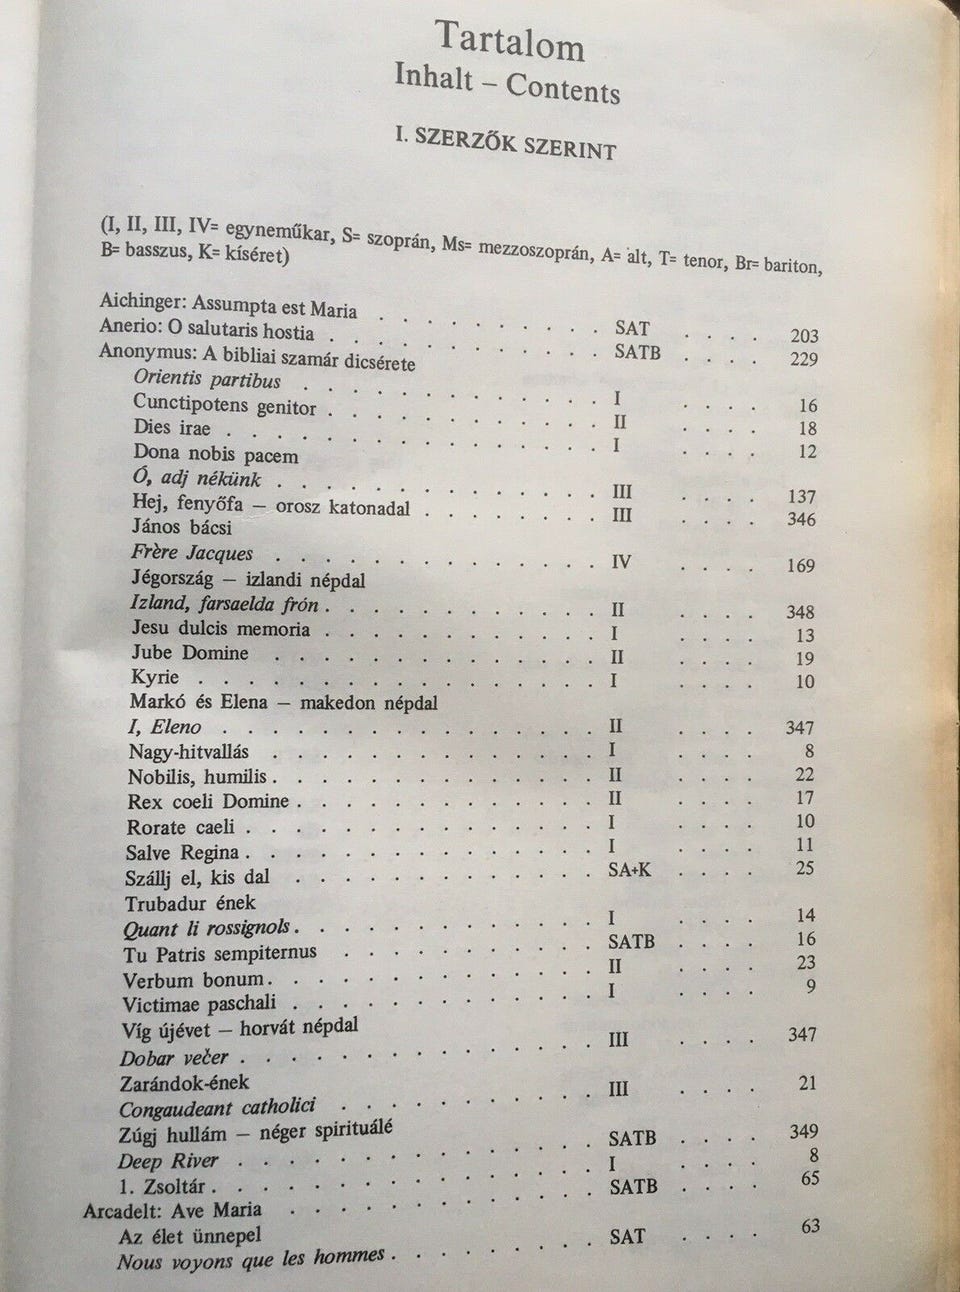 Tartalom
Inhalt – Contents
I. SZERZŐK SZERINT
(I, II, III, IV= egyneműkar, S= szoprán, Ms= mezzoszoprán, A= alt, T= tenor, Br= bariton,
B= basszus, K= kíséret)
Aichinger: Assumpta est Maria . . . . . . . . . . SAT . . . . 203
Anerio: O salutaris hostia . . . . . . . . . . . . SATB . . . . 229
Anonymus: A bibliai szamár dicsérete
Orientis partibus . . . . . . . . . . . . I . . . . 16
Cunctipotens genitor . . . . . . . . . . . . II . . . . 18
Dies irae . . . . . . . . . . . . . . . I . . . . 12
Dona nobis pacem
Ó, adj nékünk . . . . . . . . . . . . . III . . . . 137
Hej, fenyőfa – orosz katonadal . . . . . . . . III . . . . 346
János bácsi
Frère Jacques . . . . . . . . . . . . . IV . . . . 169
Jégország – izlandi népdal
Izland, farsaelda frón . . . . . . . . . . . II . . . . 348
Jesu dulcis memoria . . . . . . . . . . . I . . . . 13
Jube Domine . . . . . . . . . . . . . II . . . . 19
Kyrie . . . . . . . . . . . . . . . . I . . . . 10
Markó és Elena – makedon népdal
I, Eleno . . . . . . . . . . . . . . . II . . . . 347
Nagy-hitvallás . . . . . . . . . . . . . I . . . . 8
Nobilis, humilis . . . . . . . . . . . . . II . . . . 22
Rex coeli Domine . . . . . . . . . . . . II . . . . 17
Rorate caeli . . . . . . . . . . . . . . I . . . . 10
Salve Regina . . . . . . . . . . . . . . I . . . . 11
Szállj el, kis dal . . . . . . . . . . . . SA+K . . . . 25
Trubadur ének
Quant li rossignols . . . . . . . . . . . . I . . . . 14
Tu Patris sempiternus . . . . . . . . . . . SATB . . . . 16
Verbum bonum . . . . . . . . . . . . . II . . . . 23
Victimae paschali . . . . . . . . . . . . I . . . . 9
Víg újévet – horvát népdal
Dobar večer . . . . . . . . . . . . . . III . . . . 347
Zarándok-ének
Congaudeant catholici . . . . . . . . . . III . . . . 21
Zúgj hullám – néger spirituálé
Deep River . . . . . . . . . . . . . . SATB . . . . 349
1. Zsoltár . . . . . . . . . . . . . . . I . . . . 8
Arcadelt: Ave Maria . . . . . . . . . . . . . SATB . . . . 65
Az élet ünnepel
Nous voyons que les hommes . . . . . . . . SAT . . . . 63